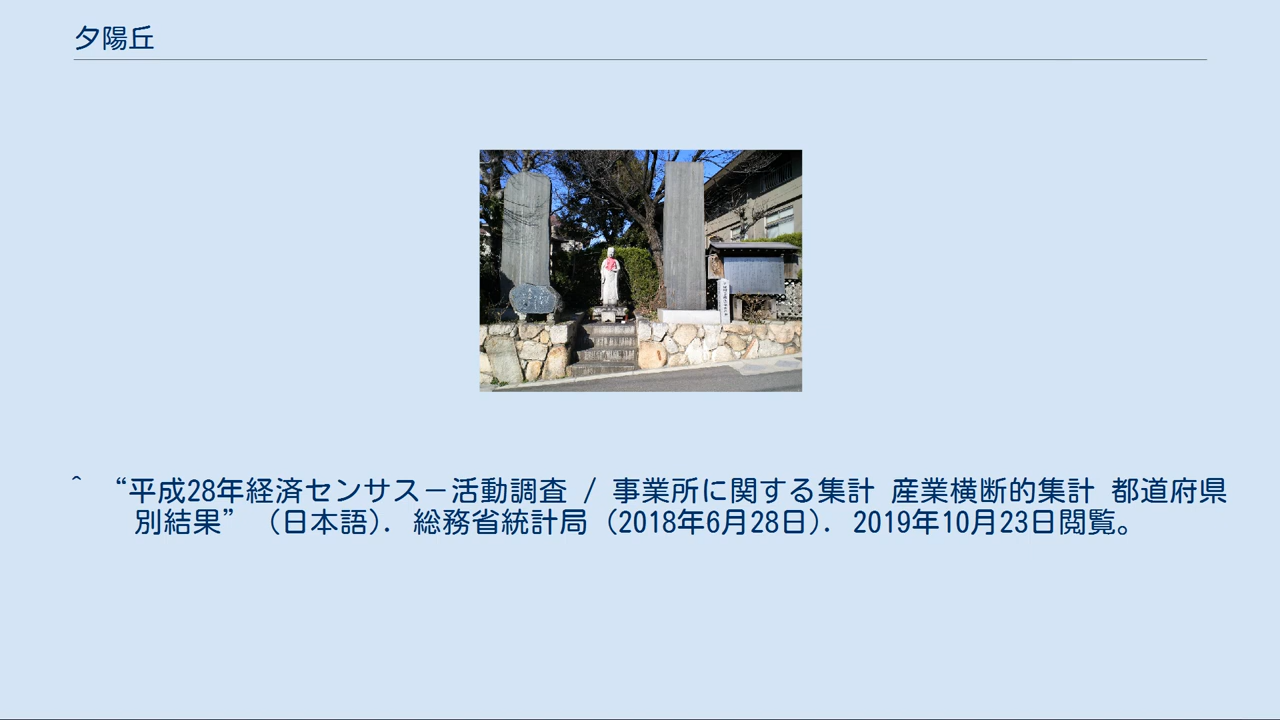 夕陽丘
^ “平成28年経済センサス－活動調査 / 事業所に関する集計 産業横断的集計 都道府県
別結果” (日本語). 総務省統計局 (2018年6月28日). 2019年10月23日閲覧。